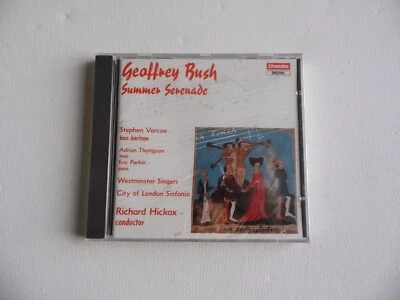 Chandos
DIGITAL
Geoffrey Bush
Summer Serenade
Stephen Varcoe
bass baritone
Adrian Thompson
tenor
Eric Parkin
piano
Westminster Singers
City of London Sinfonia
Richard Hickox
conductor